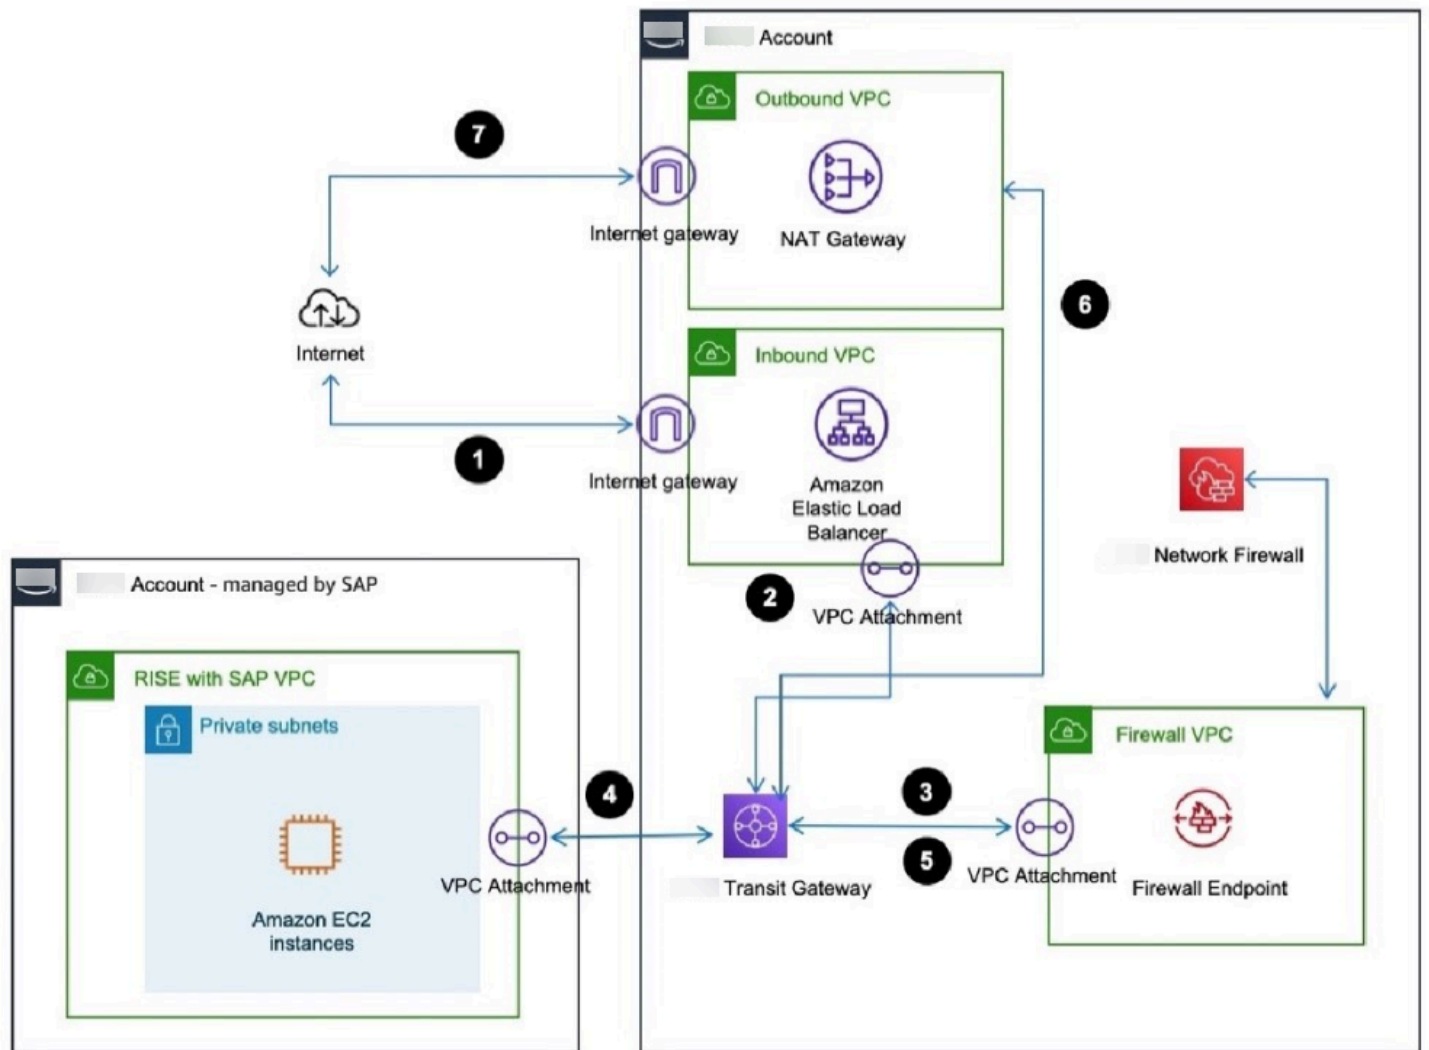 Account
Outbound VPC
7
Internet gateway
NAT Gateway
6
Internet
Inbound VPC
1
Internet gateway
Amazon
Elastic Load
Balancer
Network Firewall
2
VPC Attachment
Account - managed by SAP
RISE with SAP VPC
Private subnets
Firewall VPC
4
3
5
VPC Attachment
Transit Gateway
VPC Attachment
Firewall Endpoint
Amazon EC2
instances